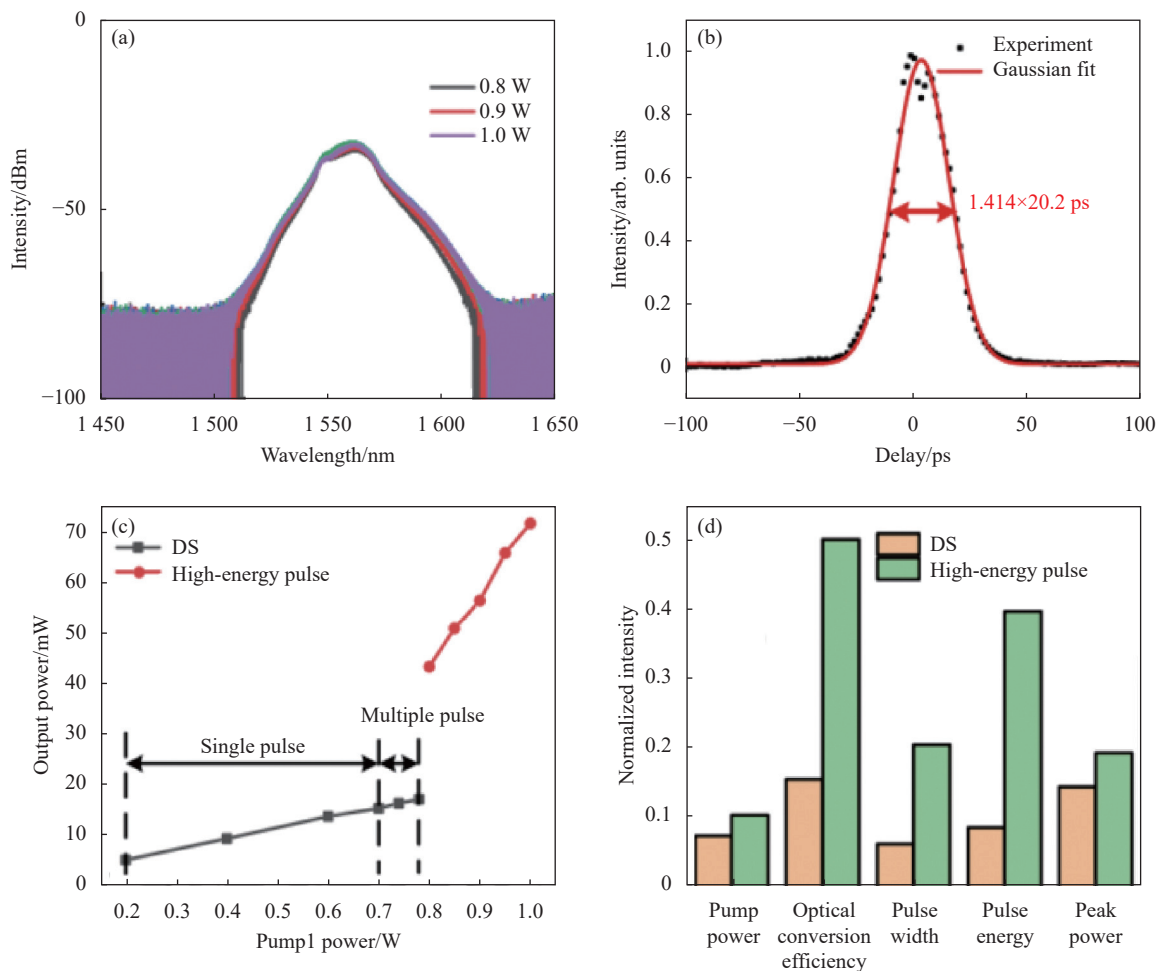 (a)
0
−50
−100
Intensity/dBm
0.8 W
0.9 W
1.0 W
1 450
1 500
1 550
1 600
1 650
Wavelength/nm
(b)
1.0
0.8
0.6
0.4
0.2
0
Intensity/arb. units
Experiment
Gaussian fit
1.414×20.2 ps
−100
−50
0
50
100
Delay/ps
(c)
70
60
50
40
30
20
10
0
Output power/mW
DS
High-energy pulse
Multiple pulse
Single pulse
0.2
0.3
0.4
0.5
0.6
0.7
0.8
0.9
1.0
Pump1 power/W
(d)
0.5
0.4
0.3
0.2
0.1
0
Normalized intensity
DS
High-energy pulse
Pump
power
Optical
conversion
efficiency
Pulse
width
Pulse
energy
Peak
power